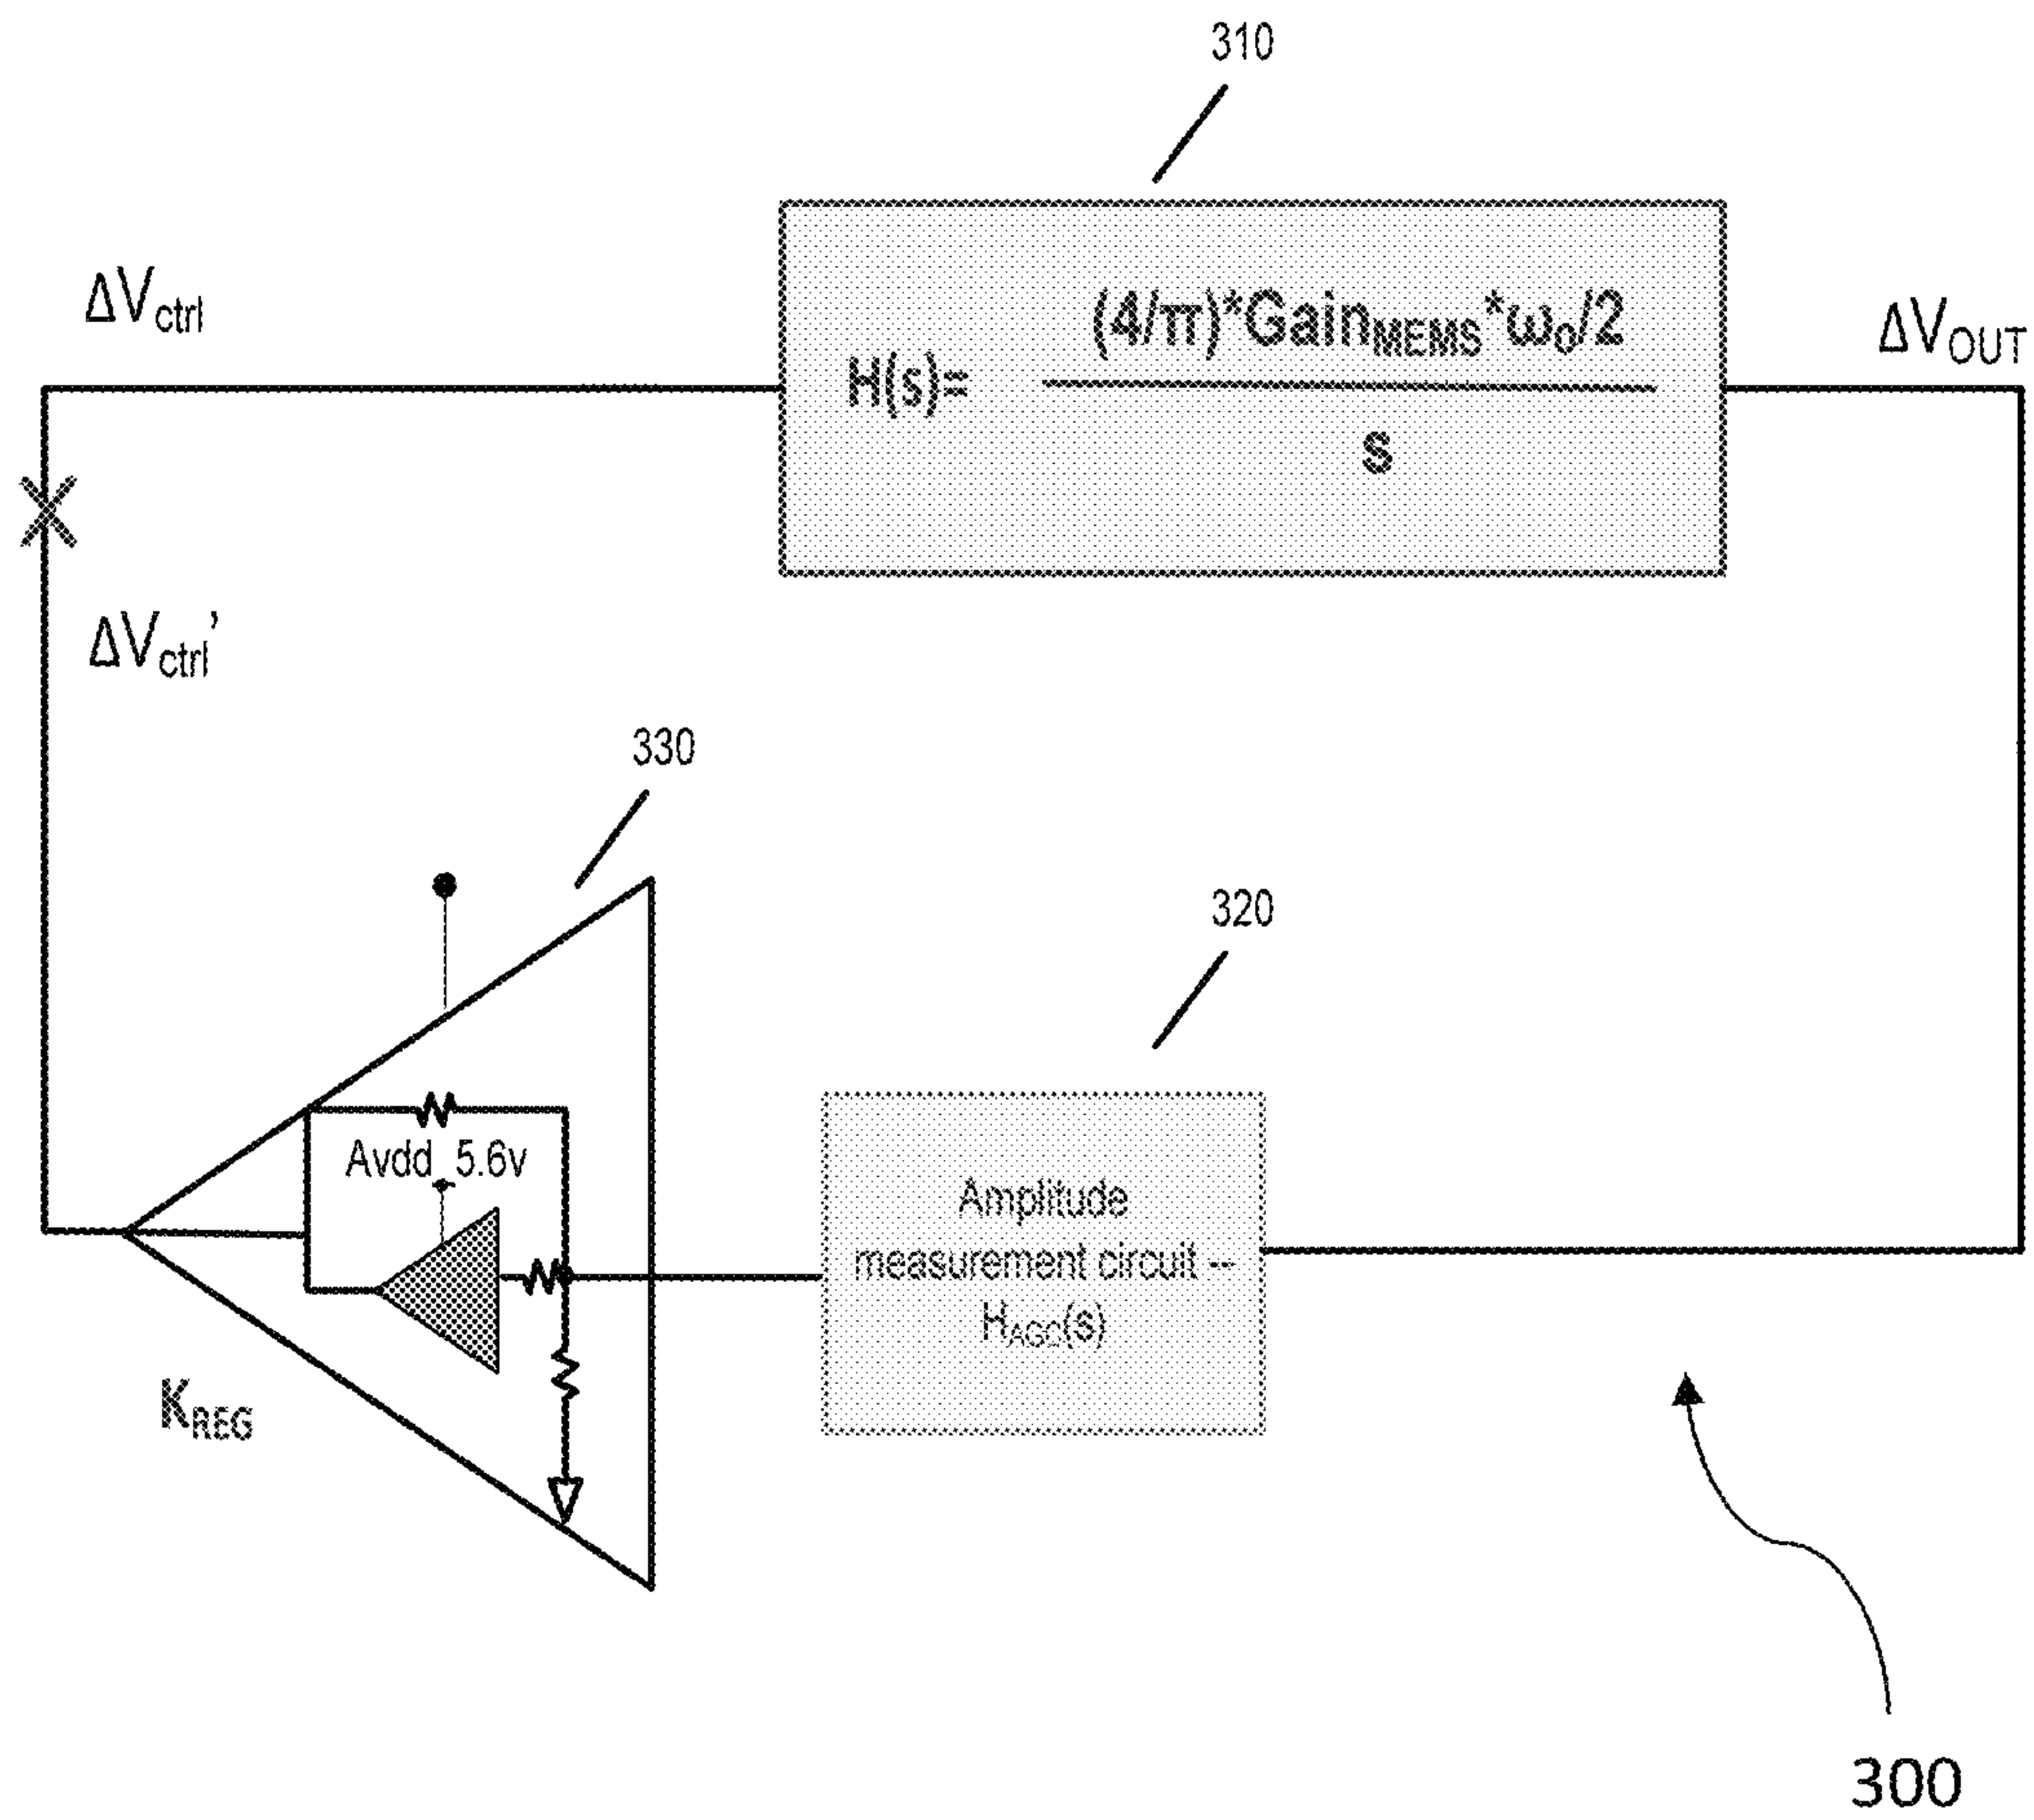 310
ΔVctrl
(4/π)*GainMEMS*ω0/2
ΔVOUT
H(s)=
s
ΔVctrl'
330
320
Avdd_5.6v
Amplitude
measurement circuit --
HAGC(s)
KREG
300